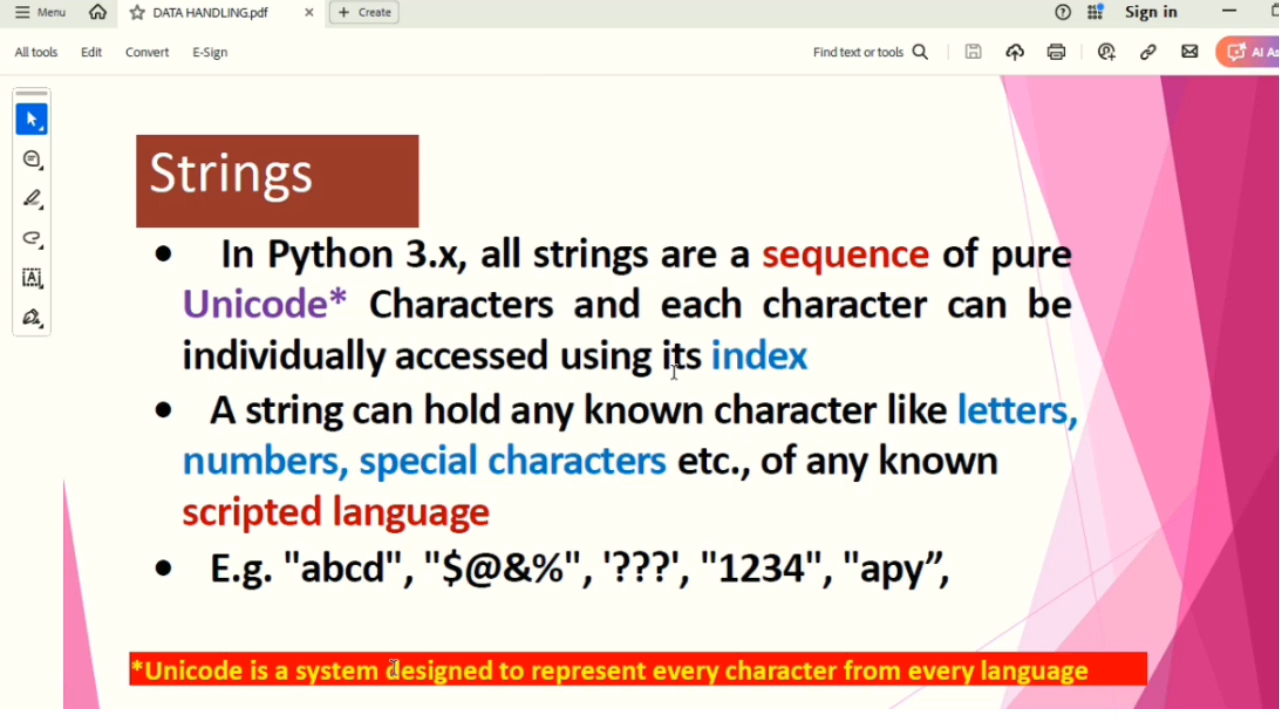 Menu DATA HANDLING.pdf × + Create Sign in
All tools Edit Convert E-Sign Find text or tools AI As
Strings
• In Python 3.x, all strings are a sequence of pure
Unicode* Characters and each character can be
individually accessed using its index
• A string can hold any known character like letters,
numbers, special characters etc., of any known
scripted language
• E.g. "abcd", "$@&%", '???', "1234", "apy”,
*Unicode is a system designed to represent every character from every language